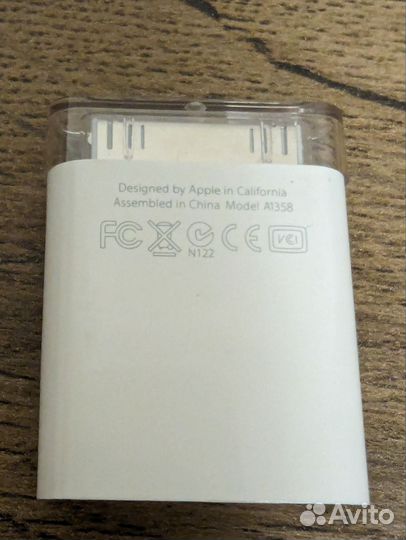 Designed by Apple in California
Assembled in China Model A1358
FC CE VCI
N122
Avito